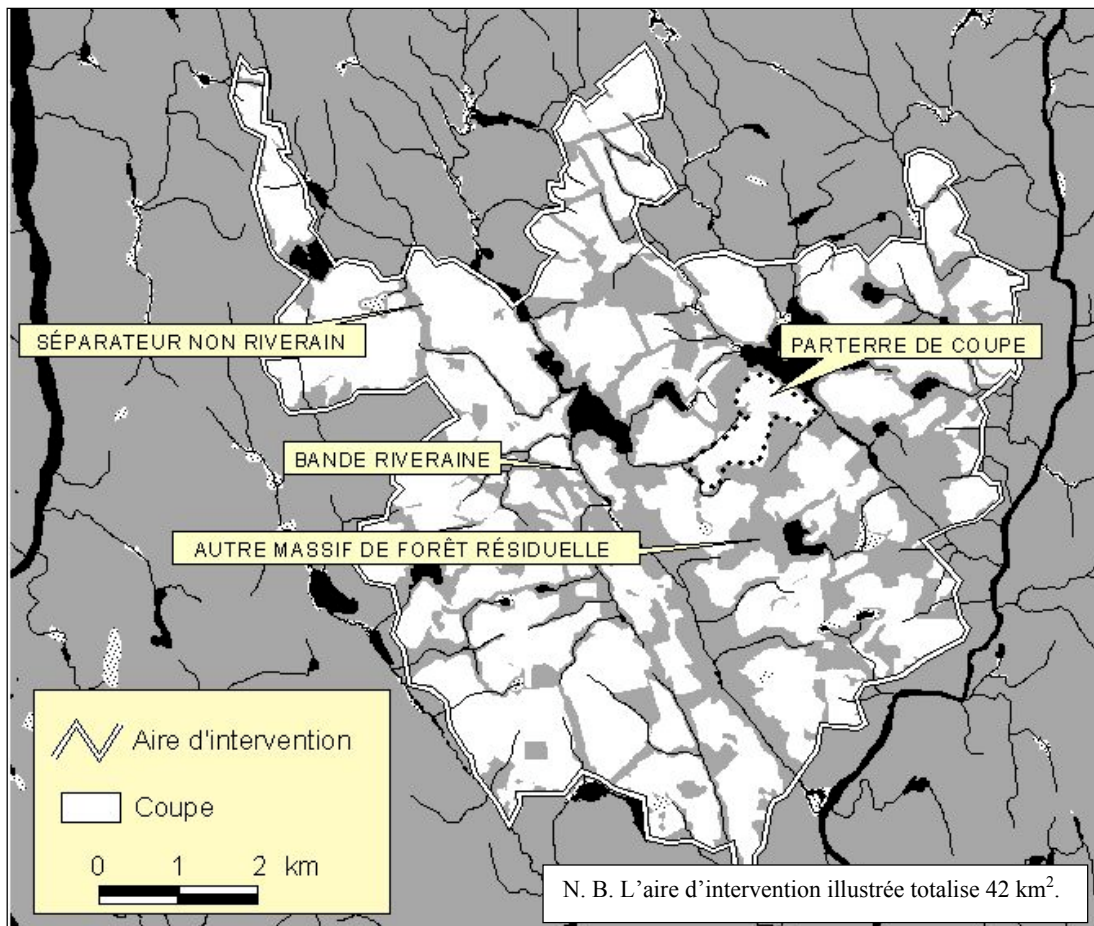 SÉPARATEUR NON RIVERAIN
PARTERRE DE COUPE
BANDE RIVERAINE
AUTRE MASSIF DE FORÊT RÉSIDUELLE
Aire d'intervention
Coupe
0 1 2 km
N. B. L’aire d’intervention illustrée totalise 42 km².